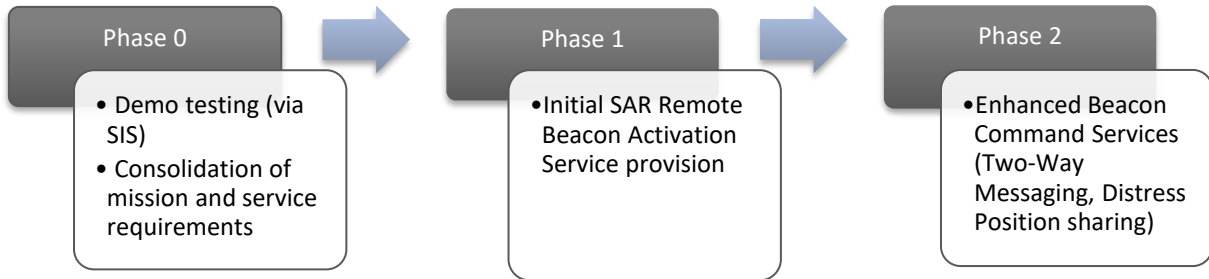 Phase 0
• Demo testing (via
SIS)
• Consolidation of
mission and service
requirements
Phase 1
•Initial SAR Remote
Beacon Activation
Service provision
Phase 2
•Enhanced Beacon
Command Services
(Two-Way
Messaging, Distress
Position sharing)